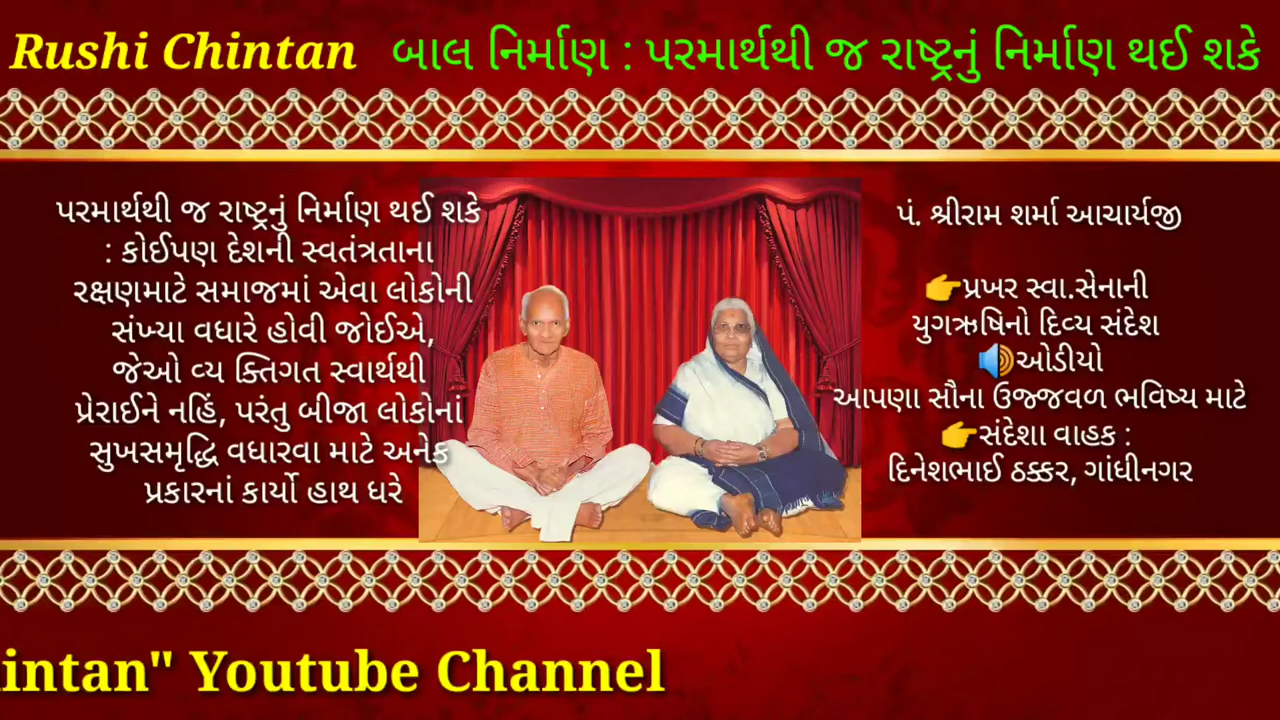 Rushi Chintan બાલ નિર્માણ : પરમાર્થથી જ રાષ્ટ્રનું નિર્માણ થઈ શકે
પરમાર્થથી જ રાષ્ટ્રનું નિર્માણ થઈ શકે
: કોઈપણ દેશની સ્વતંત્રતાના
રક્ષણમાટે સમાજમાં એવા લોકોની
સંખ્યા વધારે હોવી જોઈએ,
જેઓ વ્ય ક્તિગત સ્વાર્થથી
પ્રેરાઈને નહિં, પરંતુ બીજા લોકોનાં
સુખસમૃદ્ધિ વધારવા માટે અનેક
પ્રકારનાં કાર્યો હાથ ધરે
પં. શ્રીરામ શર્મા આચાર્યજી
👉પ્રખર સ્વા.સેનાની
યુગઋષિનો દિવ્ય સંદેશ
🔊ઓડીયો
આપણા સૌના ઉજ્જવળ ભવિષ્ય માટે
👉સંદેશા વાહક :
દિનેશભાઈ ઠક્કર, ગાંધીનગર
intan" Youtube Channel